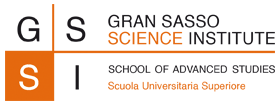 G S
S I
GRAN SASSO
SCIENCE INSTITUTE
SCHOOL OF ADVANCED STUDIES
Scuola Universitaria Superiore